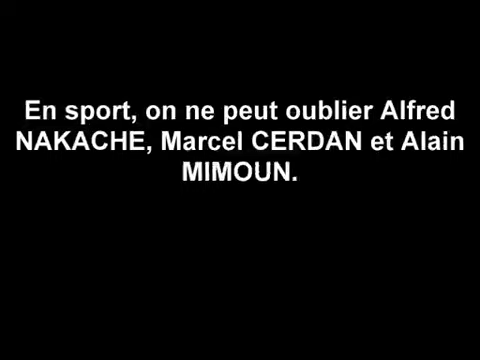 En sport, on ne peut oublier Alfred
NAKACHE, Marcel CERDAN et Alain
MIMOUN.